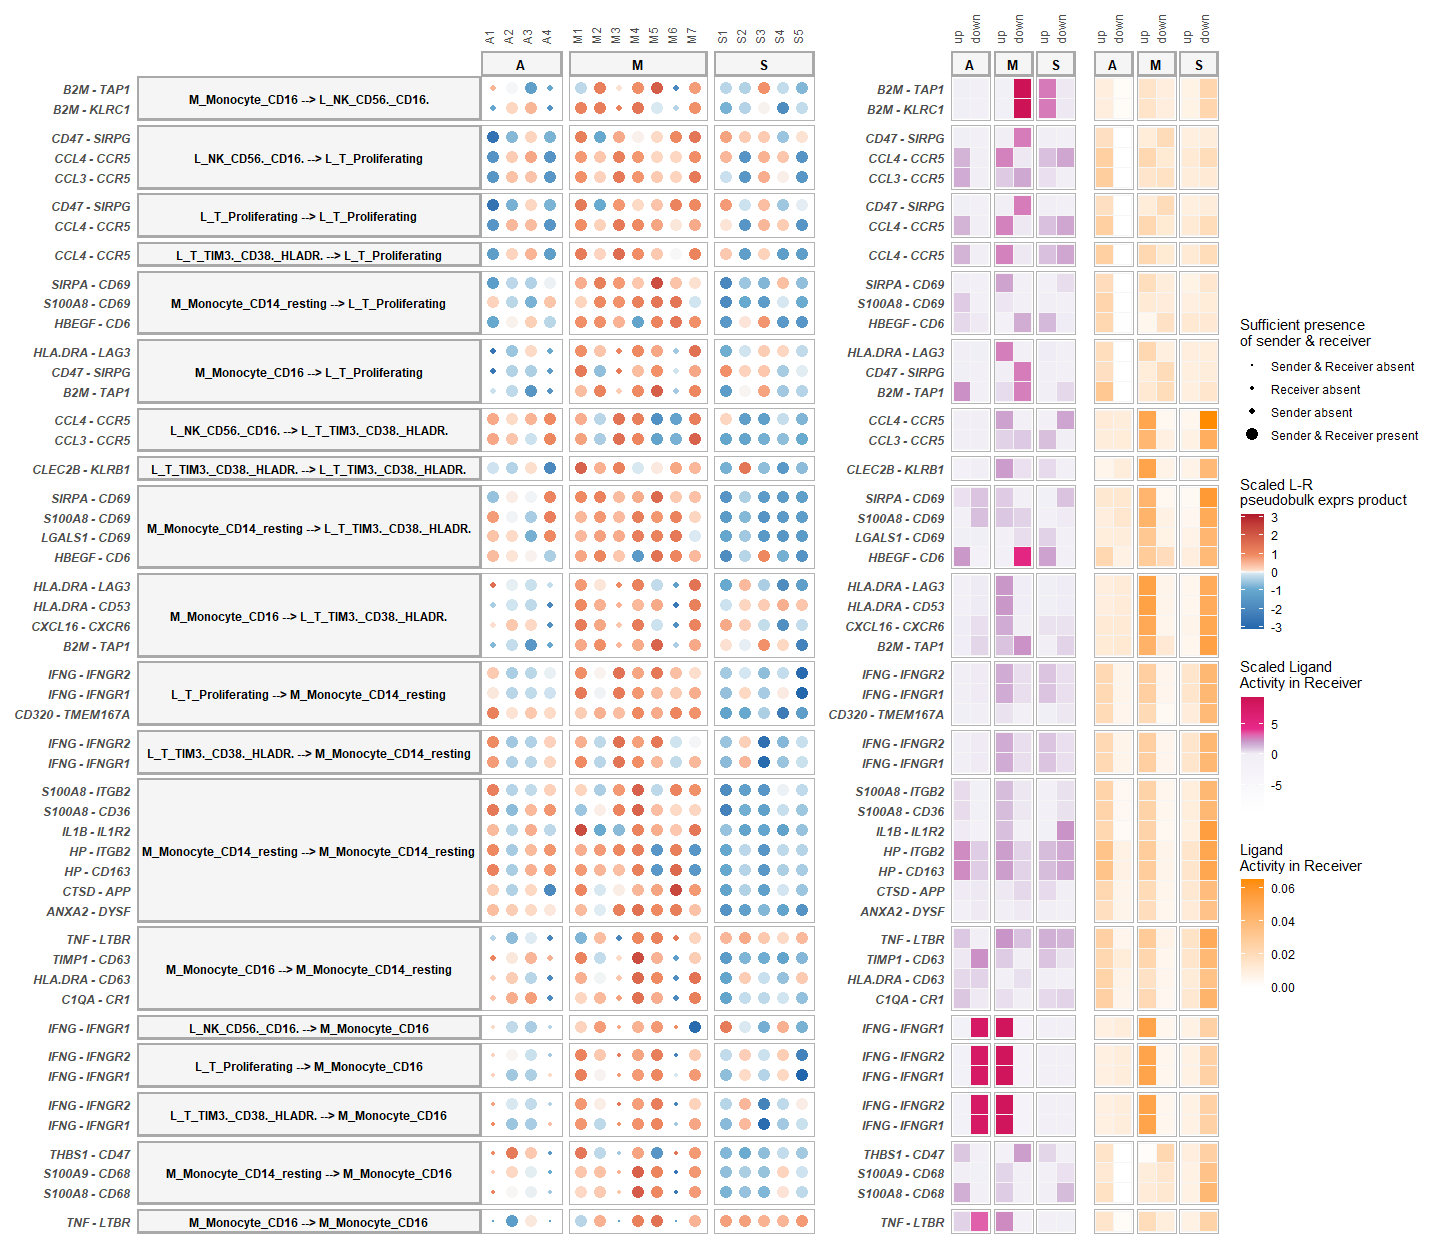 A1 A2 A3 A4 M1 M2 M3 M4 M5 M6 M7 S1 S2 S3 S4 S5 up down up down up down up down up down up down
A M S A M S A M S
B2M - TAP1 M_Monocyte_CD16 --> L_NK_CD56._CD16. B2M - TAP1
B2M - KLRC1 B2M - KLRC1
CD47 - SIRPG CD47 - SIRPG
CCL4 - CCR5 L_NK_CD56._CD16. --> L_T_Proliferating CCL4 - CCR5
CCL3 - CCR5 CCL3 - CCR5
CD47 - SIRPG L_T_Proliferating --> L_T_Proliferating CD47 - SIRPG
CCL4 - CCR5 CCL4 - CCR5
CCL4 - CCR5 L_T_TIM3._CD38._HLADR. --> L_T_Proliferating CCL4 - CCR5
SIRPA - CD69 SIRPA - CD69
S100A8 - CD69 M_Monocyte_CD14_resting --> L_T_Proliferating S100A8 - CD69
HBEGF - CD6 HBEGF - CD6
HLA.DRA - LAG3 HLA.DRA - LAG3
CD47 - SIRPG M_Monocyte_CD16 --> L_T_Proliferating CD47 - SIRPG
B2M - TAP1 B2M - TAP1
CCL4 - CCR5 L_NK_CD56._CD16. --> L_T_TIM3._CD38._HLADR. CCL4 - CCR5
CCL3 - CCR5 CCL3 - CCR5
CLEC2B - KLRB1 L_T_TIM3._CD38._HLADR. --> L_T_TIM3._CD38._HLADR. CLEC2B - KLRB1
SIRPA - CD69 SIRPA - CD69
S100A8 - CD69 M_Monocyte_CD14_resting --> L_T_TIM3._CD38._HLADR. S100A8 - CD69
LGALS1 - CD69 LGALS1 - CD69
HBEGF - CD6 HBEGF - CD6
HLA.DRA - LAG3 HLA.DRA - LAG3
HLA.DRA - CD53 M_Monocyte_CD16 --> L_T_TIM3._CD38._HLADR. HLA.DRA - CD53
CXCL16 - CXCR6 CXCL16 - CXCR6
B2M - TAP1 B2M - TAP1
IFNG - IFNGR2 IFNG - IFNGR2
IFNG - IFNGR1 L_T_Proliferating --> M_Monocyte_CD14_resting IFNG - IFNGR1
CD320 - TMEM167A CD320 - TMEM167A
IFNG - IFNGR2 L_T_TIM3._CD38._HLADR. --> M_Monocyte_CD14_resting IFNG - IFNGR2
IFNG - IFNGR1 IFNG - IFNGR1
S100A8 - ITGB2 S100A8 - ITGB2
S100A8 - CD36 S100A8 - CD36
IL1B - IL1R2 IL1B - IL1R2
HP - ITGB2 M_Monocyte_CD14_resting --> M_Monocyte_CD14_resting HP - ITGB2
HP - CD163 HP - CD163
CTSD - APP CTSD - APP
ANXA2 - DYSF ANXA2 - DYSF
TNF - LTBR TNF - LTBR
TIMP1 - CD63 M_Monocyte_CD16 --> M_Monocyte_CD14_resting TIMP1 - CD63
HLA.DRA - CD63 HLA.DRA - CD63
C1QA - CR1 C1QA - CR1
IFNG - IFNGR1 L_NK_CD56._CD16. --> M_Monocyte_CD16 IFNG - IFNGR1
IFNG - IFNGR2 L_T_Proliferating --> M_Monocyte_CD16 IFNG - IFNGR2
IFNG - IFNGR1 IFNG - IFNGR1
IFNG - IFNGR2 L_T_TIM3._CD38._HLADR. --> M_Monocyte_CD16 IFNG - IFNGR2
IFNG - IFNGR1 IFNG - IFNGR1
THBS1 - CD47 THBS1 - CD47
S100A9 - CD68 M_Monocyte_CD14_resting --> M_Monocyte_CD16 S100A9 - CD68
S100A8 - CD68 S100A8 - CD68
TNF - LTBR M_Monocyte_CD16 --> M_Monocyte_CD16 TNF - LTBR
Sufficient presence
of sender & receiver
Sender & Receiver absent
Receiver absent
Sender absent
Sender & Receiver present
Scaled L-R
pseudobulk exprs product
3
2
1
0
-1
-2
-3
Scaled Ligand
Activity in Receiver
5
0
-5
Ligand
Activity in Receiver
0.06
0.04
0.02
0.00